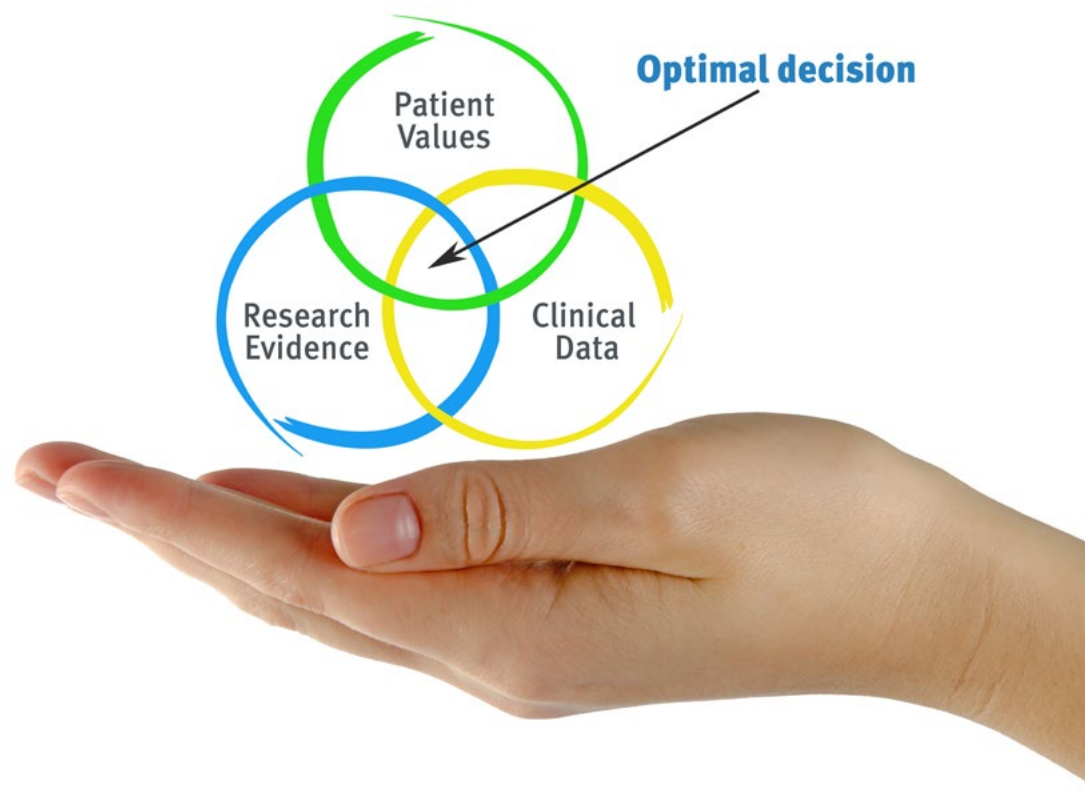 Optimal decision
Patient
Values
Research
Evidence
Clinical
Data